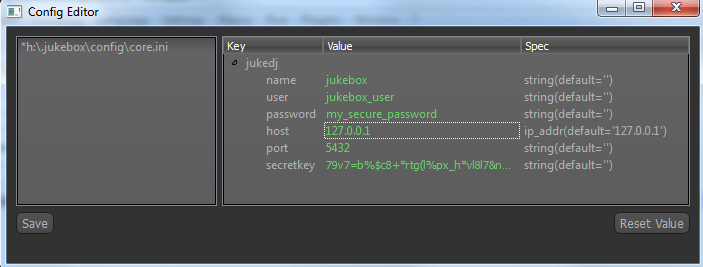 Config Editor
*h:\.jukebox\config\core.ini
Key Value Spec
jukedj
name jukebox string(default='')
user jukebox_user string(default='')
password my_secure_password string(default='')
host 127.0.0.1 ip_addr(default='127.0.0.1')
port 5432 string(default='')
secretkey 79v7=b%$c8+*rtg(l%px_h*vl8l7&n... string(default='')
Save Reset Value